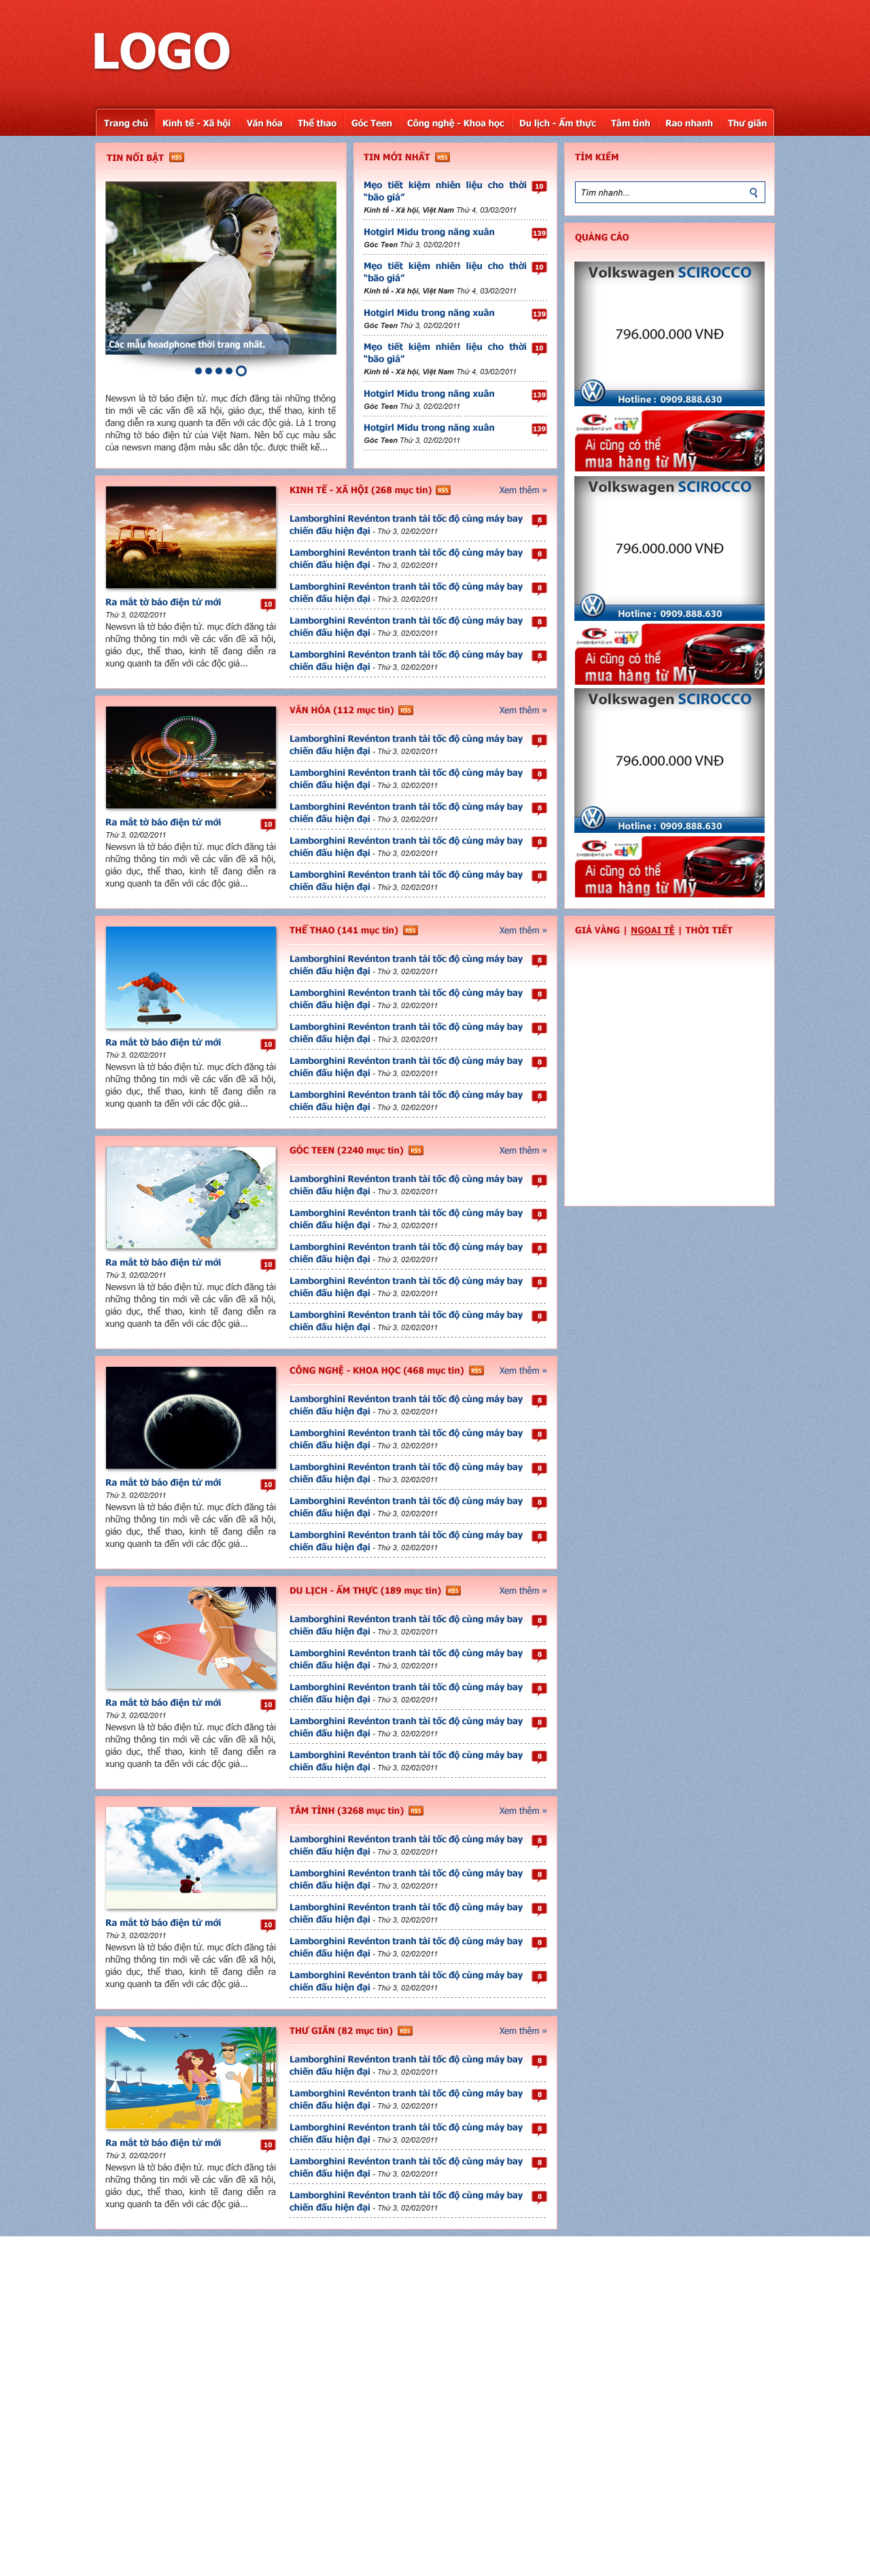 LOGO
Trang chủ Kinh tế - Xã hội Văn hóa Thể thao Góc Teen Công nghệ - Khoa học Du lịch - Ẩm thực Tâm tình Rao nhanh Thư giãn
TIN NỔI BẬT RSS
Các mẫu headphone thời trang nhất.
Newsvn là tờ báo điện tử. mục đích đăng tải những thông
tin mới về các vấn đề xã hội, giáo dục, thể thao, kinh tế
đang diễn ra xung quanh ta đến với các độc giả. Là 1 trong
những tờ báo điện tử của Việt Nam. Nên bố cục màu sắc
của newsvn mang đậm màu sắc dân tộc. được thiết kế...
TIN MỚI NHẤT RSS
Mẹo tiết kiệm nhiên liệu cho thời 10
"bão giá"
Kinh tế - Xã hội, Việt Nam Thứ 4, 03/02/2011
Hotgirl Midu trong nắng xuân 139
Góc Teen Thứ 3, 02/02/2011
Mẹo tiết kiệm nhiên liệu cho thời 10
"bão giá"
Kinh tế - Xã hội, Việt Nam Thứ 4, 03/02/2011
Hotgirl Midu trong nắng xuân 139
Góc Teen Thứ 3, 02/02/2011
Mẹo tiết kiệm nhiên liệu cho thời 10
"bão giá"
Kinh tế - Xã hội, Việt Nam Thứ 4, 03/02/2011
Hotgirl Midu trong nắng xuân 139
Góc Teen Thứ 3, 02/02/2011
Hotgirl Midu trong nắng xuân 139
Góc Teen Thứ 3, 02/02/2011
TÌM KIẾM
Tìm nhanh...
QUẢNG CÁO
Volkswagen SCIROCCO
796.000.000 VNĐ
Hotline : 0909.888.630
ebY
Ai cũng có thể
mua hàng từ Mỹ
Volkswagen SCIROCCO
796.000.000 VNĐ
Hotline : 0909.888.630
ebY
Ai cũng có thể
mua hàng từ Mỹ
Volkswagen SCIROCCO
796.000.000 VNĐ
Hotline : 0909.888.630
ebY
Ai cũng có thể
mua hàng từ Mỹ
GIÁ VÀNG | NGOẠI TỆ | THỜI TIẾT
Ra mắt tờ báo điện tử mới 10
Thứ 3, 02/02/2011
Newsvn là tờ báo điện tử. mục đích đăng tải
những thông tin mới về các vấn đề xã hội,
giáo dục, thể thao, kinh tế đang diễn ra
xung quanh ta đến với các độc giả...
KINH TẾ - XÃ HỘI (268 mục tin) RSS Xem thêm »
Lamborghini Revénton tranh tài tốc độ cùng máy bay 8
chiến đấu hiện đại - Thứ 3, 02/02/2011
Lamborghini Revénton tranh tài tốc độ cùng máy bay 8
chiến đấu hiện đại - Thứ 3, 02/02/2011
Lamborghini Revénton tranh tài tốc độ cùng máy bay 8
chiến đấu hiện đại - Thứ 3, 02/02/2011
Lamborghini Revénton tranh tài tốc độ cùng máy bay 8
chiến đấu hiện đại - Thứ 3, 02/02/2011
Lamborghini Revénton tranh tài tốc độ cùng máy bay 8
chiến đấu hiện đại - Thứ 3, 02/02/2011
Ra mắt tờ báo điện tử mới 10
Thứ 3, 02/02/2011
Newsvn là tờ báo điện tử. mục đích đăng tải
những thông tin mới về các vấn đề xã hội,
giáo dục, thể thao, kinh tế đang diễn ra
xung quanh ta đến với các độc giả...
VĂN HÓA (112 mục tin) RSS Xem thêm »
Lamborghini Revénton tranh tài tốc độ cùng máy bay 8
chiến đấu hiện đại - Thứ 3, 02/02/2011
Lamborghini Revénton tranh tài tốc độ cùng máy bay 8
chiến đấu hiện đại - Thứ 3, 02/02/2011
Lamborghini Revénton tranh tài tốc độ cùng máy bay 8
chiến đấu hiện đại - Thứ 3, 02/02/2011
Lamborghini Revénton tranh tài tốc độ cùng máy bay 8
chiến đấu hiện đại - Thứ 3, 02/02/2011
Lamborghini Revénton tranh tài tốc độ cùng máy bay 8
chiến đấu hiện đại - Thứ 3, 02/02/2011
Ra mắt tờ báo điện tử mới 10
Thứ 3, 02/02/2011
Newsvn là tờ báo điện tử. mục đích đăng tải
những thông tin mới về các vấn đề xã hội,
giáo dục, thể thao, kinh tế đang diễn ra
xung quanh ta đến với các độc giả...
THỂ THAO (141 mục tin) RSS Xem thêm »
Lamborghini Revénton tranh tài tốc độ cùng máy bay 8
chiến đấu hiện đại - Thứ 3, 02/02/2011
Lamborghini Revénton tranh tài tốc độ cùng máy bay 8
chiến đấu hiện đại - Thứ 3, 02/02/2011
Lamborghini Revénton tranh tài tốc độ cùng máy bay 8
chiến đấu hiện đại - Thứ 3, 02/02/2011
Lamborghini Revénton tranh tài tốc độ cùng máy bay 8
chiến đấu hiện đại - Thứ 3, 02/02/2011
Lamborghini Revénton tranh tài tốc độ cùng máy bay 8
chiến đấu hiện đại - Thứ 3, 02/02/2011
Ra mắt tờ báo điện tử mới 10
Thứ 3, 02/02/2011
Newsvn là tờ báo điện tử. mục đích đăng tải
những thông tin mới về các vấn đề xã hội,
giáo dục, thể thao, kinh tế đang diễn ra
xung quanh ta đến với các độc giả...
GÓC TEEN (2240 mục tin) RSS Xem thêm »
Lamborghini Revénton tranh tài tốc độ cùng máy bay 8
chiến đấu hiện đại - Thứ 3, 02/02/2011
Lamborghini Revénton tranh tài tốc độ cùng máy bay 8
chiến đấu hiện đại - Thứ 3, 02/02/2011
Lamborghini Revénton tranh tài tốc độ cùng máy bay 8
chiến đấu hiện đại - Thứ 3, 02/02/2011
Lamborghini Revénton tranh tài tốc độ cùng máy bay 8
chiến đấu hiện đại - Thứ 3, 02/02/2011
Lamborghini Revénton tranh tài tốc độ cùng máy bay 8
chiến đấu hiện đại - Thứ 3, 02/02/2011
Ra mắt tờ báo điện tử mới 10
Thứ 3, 02/02/2011
Newsvn là tờ báo điện tử. mục đích đăng tải
những thông tin mới về các vấn đề xã hội,
giáo dục, thể thao, kinh tế đang diễn ra
xung quanh ta đến với các độc giả...
CÔNG NGHỆ - KHOA HỌC (468 mục tin) RSS Xem thêm »
Lamborghini Revénton tranh tài tốc độ cùng máy bay 8
chiến đấu hiện đại - Thứ 3, 02/02/2011
Lamborghini Revénton tranh tài tốc độ cùng máy bay 8
chiến đấu hiện đại - Thứ 3, 02/02/2011
Lamborghini Revénton tranh tài tốc độ cùng máy bay 8
chiến đấu hiện đại - Thứ 3, 02/02/2011
Lamborghini Revénton tranh tài tốc độ cùng máy bay 8
chiến đấu hiện đại - Thứ 3, 02/02/2011
Lamborghini Revénton tranh tài tốc độ cùng máy bay 8
chiến đấu hiện đại - Thứ 3, 02/02/2011
Ra mắt tờ báo điện tử mới 10
Thứ 3, 02/02/2011
Newsvn là tờ báo điện tử. mục đích đăng tải
những thông tin mới về các vấn đề xã hội,
giáo dục, thể thao, kinh tế đang diễn ra
xung quanh ta đến với các độc giả...
DU LỊCH - ẨM THỰC (189 mục tin) RSS Xem thêm »
Lamborghini Revénton tranh tài tốc độ cùng máy bay 8
chiến đấu hiện đại - Thứ 3, 02/02/2011
Lamborghini Revénton tranh tài tốc độ cùng máy bay 8
chiến đấu hiện đại - Thứ 3, 02/02/2011
Lamborghini Revénton tranh tài tốc độ cùng máy bay 8
chiến đấu hiện đại - Thứ 3, 02/02/2011
Lamborghini Revénton tranh tài tốc độ cùng máy bay 8
chiến đấu hiện đại - Thứ 3, 02/02/2011
Lamborghini Revénton tranh tài tốc độ cùng máy bay 8
chiến đấu hiện đại - Thứ 3, 02/02/2011
Ra mắt tờ báo điện tử mới 10
Thứ 3, 02/02/2011
Newsvn là tờ báo điện tử. mục đích đăng tải
những thông tin mới về các vấn đề xã hội,
giáo dục, thể thao, kinh tế đang diễn ra
xung quanh ta đến với các độc giả...
TÂM TÌNH (3268 mục tin) RSS Xem thêm »
Lamborghini Revénton tranh tài tốc độ cùng máy bay 8
chiến đấu hiện đại - Thứ 3, 02/02/2011
Lamborghini Revénton tranh tài tốc độ cùng máy bay 8
chiến đấu hiện đại - Thứ 3, 02/02/2011
Lamborghini Revénton tranh tài tốc độ cùng máy bay 8
chiến đấu hiện đại - Thứ 3, 02/02/2011
Lamborghini Revénton tranh tài tốc độ cùng máy bay 8
chiến đấu hiện đại - Thứ 3, 02/02/2011
Lamborghini Revénton tranh tài tốc độ cùng máy bay 8
chiến đấu hiện đại - Thứ 3, 02/02/2011
Ra mắt tờ báo điện tử mới 10
Thứ 3, 02/02/2011
Newsvn là tờ báo điện tử. mục đích đăng tải
những thông tin mới về các vấn đề xã hội,
giáo dục, thể thao, kinh tế đang diễn ra
xung quanh ta đến với các độc giả...
THƯ GIÃN (82 mục tin) RSS Xem thêm »
Lamborghini Revénton tranh tài tốc độ cùng máy bay 8
chiến đấu hiện đại - Thứ 3, 02/02/2011
Lamborghini Revénton tranh tài tốc độ cùng máy bay 8
chiến đấu hiện đại - Thứ 3, 02/02/2011
Lamborghini Revénton tranh tài tốc độ cùng máy bay 8
chiến đấu hiện đại - Thứ 3, 02/02/2011
Lamborghini Revénton tranh tài tốc độ cùng máy bay 8
chiến đấu hiện đại - Thứ 3, 02/02/2011
Lamborghini Revénton tranh tài tốc độ cùng máy bay 8
chiến đấu hiện đại - Thứ 3, 02/02/2011